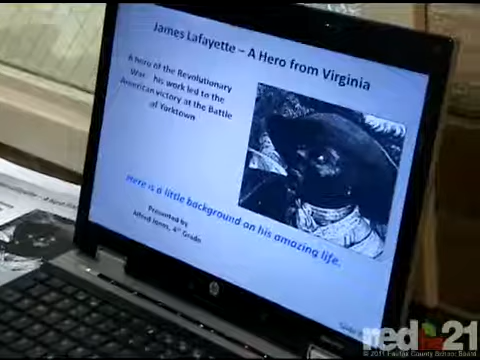 James Lafayette – A Hero from Virginia
A hero of the Revolutionary
War – his work led to the
American victory at the Battle
of Yorktown
Here is a little background on his amazing life.
Presented by
Alfred Jones, 4th Grade
hp
red 21
© 2011 Fairfax County School Board